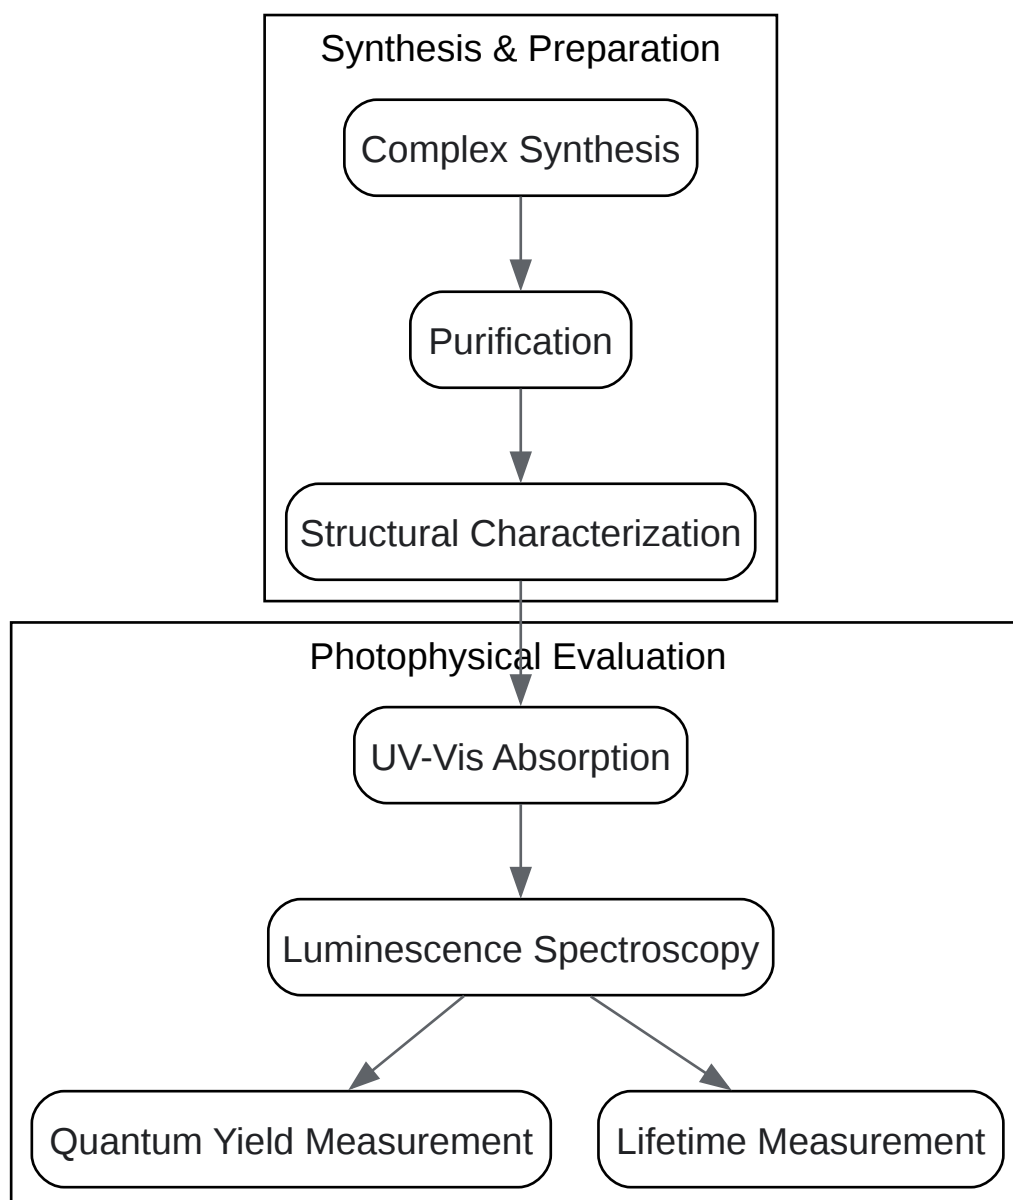 Synthesis & Preparation
Complex Synthesis
Purification
Structural Characterization
Photophysical Evaluation
UV-Vis Absorption
Luminescence Spectroscopy
Quantum Yield Measurement
Lifetime Measurement